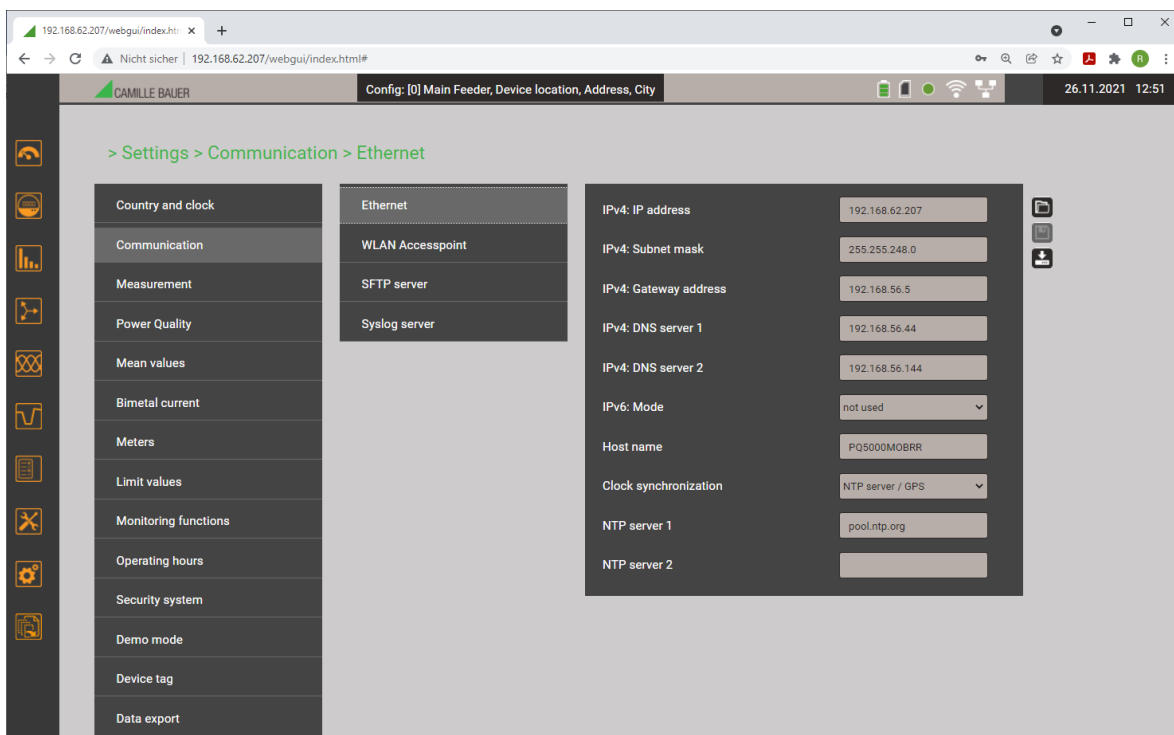 192.168.62.207/webgui/index.ht
Nicht sicher | 192.168.62.207/webgui/index.html#
R
CAMILLE BAUER
Config: [0] Main Feeder, Device location, Address, City
26.11.2021 12:51
> Settings > Communication > Ethernet
Country and clock
Communication
Measurement
Power Quality
Mean values
Bimetal current
Meters
Limit values
Monitoring functions
Operating hours
Security system
Demo mode
Device tag
Data export
Ethernet
WLAN Accesspoint
SFTP server
Syslog server
IPv4: IP address 192.168.62.207
IPv4: Subnet mask 255.255.248.0
IPv4: Gateway address 192.168.56.5
IPv4: DNS server 1 192.168.56.44
IPv4: DNS server 2 192.168.56.144
IPv6: Mode not used
Host name PQ5000MOBRR
Clock synchronization NTP server / GPS
NTP server 1 pool.ntp.org
NTP server 2